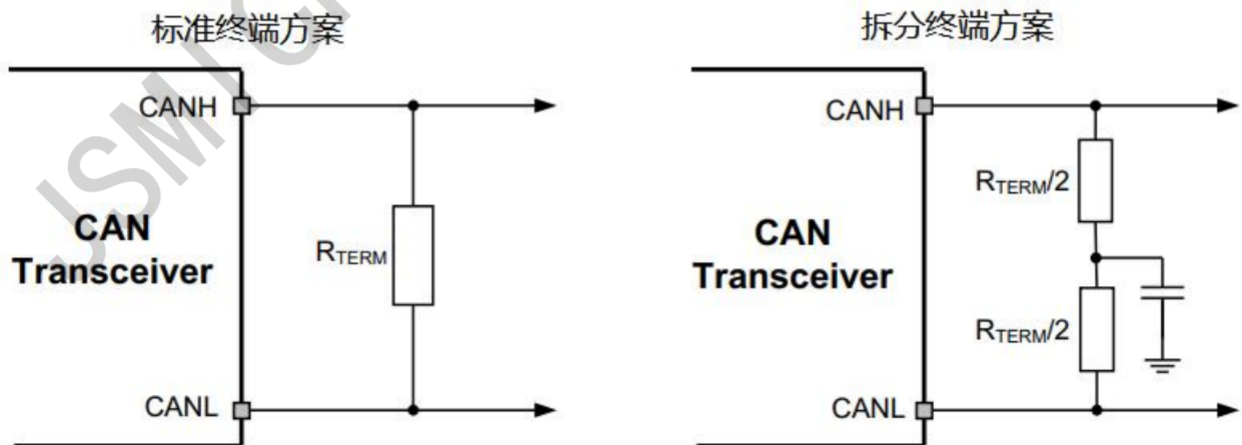 标准终端方案
CANH
CAN
Transceiver
RTERM
CANL
拆分终端方案
CANH
RTERM/2
CAN
Transceiver
RTERM/2
CANL